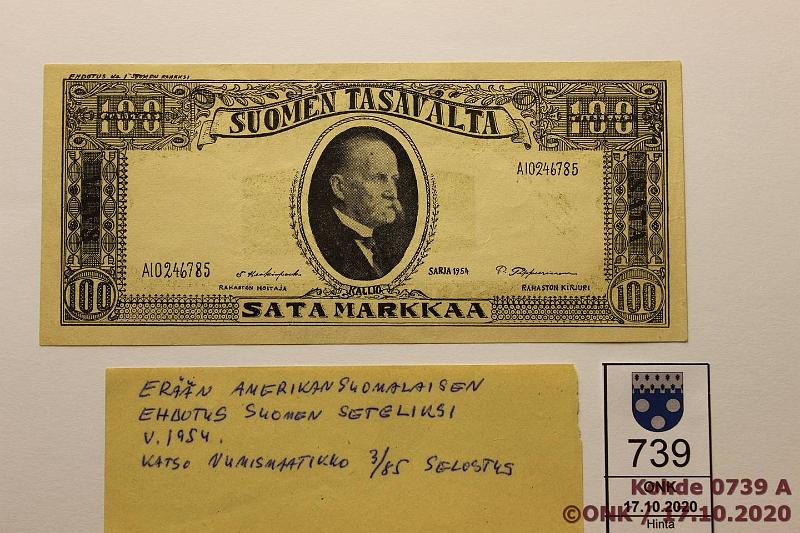 EHDOTUS No 1 SUOMEN RAHAKSI
100 100
SUOMEN TASAVALTA
A10246785
SATA SATA
A10246785
SARJA 1954
RAHASTON HOITAJA
KALLIO
RAHASTON KIRJURI
100 SATA MARKKAA 100
ERÄÄN AMERIKANSUOMALAISEN
EHDOTUS SUOMEN SETELIKSI
V. 1954.
KATSO NUMISMAATIKKO 3/85 SELOSTUS
739
ONK
17.10.2020
Hinta
Kohde 0739 A
©ONK / 17.10.2020